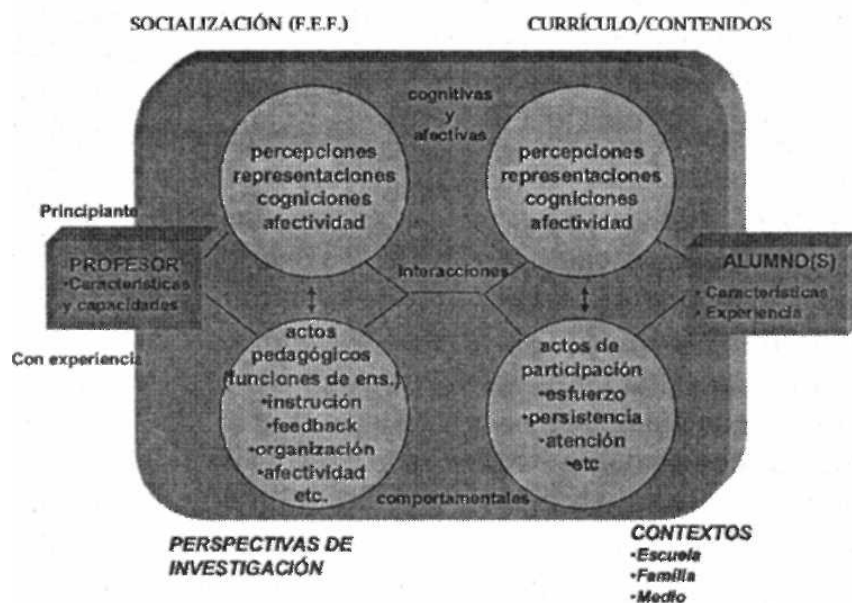 SOCIALIZACIÓN (F.E.F.)
CURRÍCULO/CONTENIDOS
cognitivas
y
afectivas
percepciones
representaciones
cogniciones
afectividad
percepciones
representaciones
cogniciones
afectividad
Principiante
PROFESOR
•Características
y capacidades
Con experiencia
Interacciones
ALUMNO(S)
• Características
• Experiencia
actos
pedagógicos
(funciones de ens.)
•instrución
•feedback
•organización
•afectividad
etc.
actos de
participación
•esfuerzo
•persistencia
•atención
•etc
comportamentales
PERSPECTIVAS DE
INVESTIGACIÓN
CONTEXTOS
•Escuela
•Família
•Medio